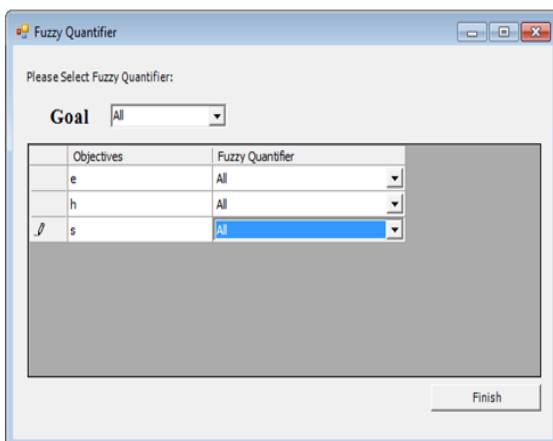 Fuzzy Quantifier
Please Select Fuzzy Quantifier:
Goal All
Objectives Fuzzy Quantifier
e All
h All
s All
Finish